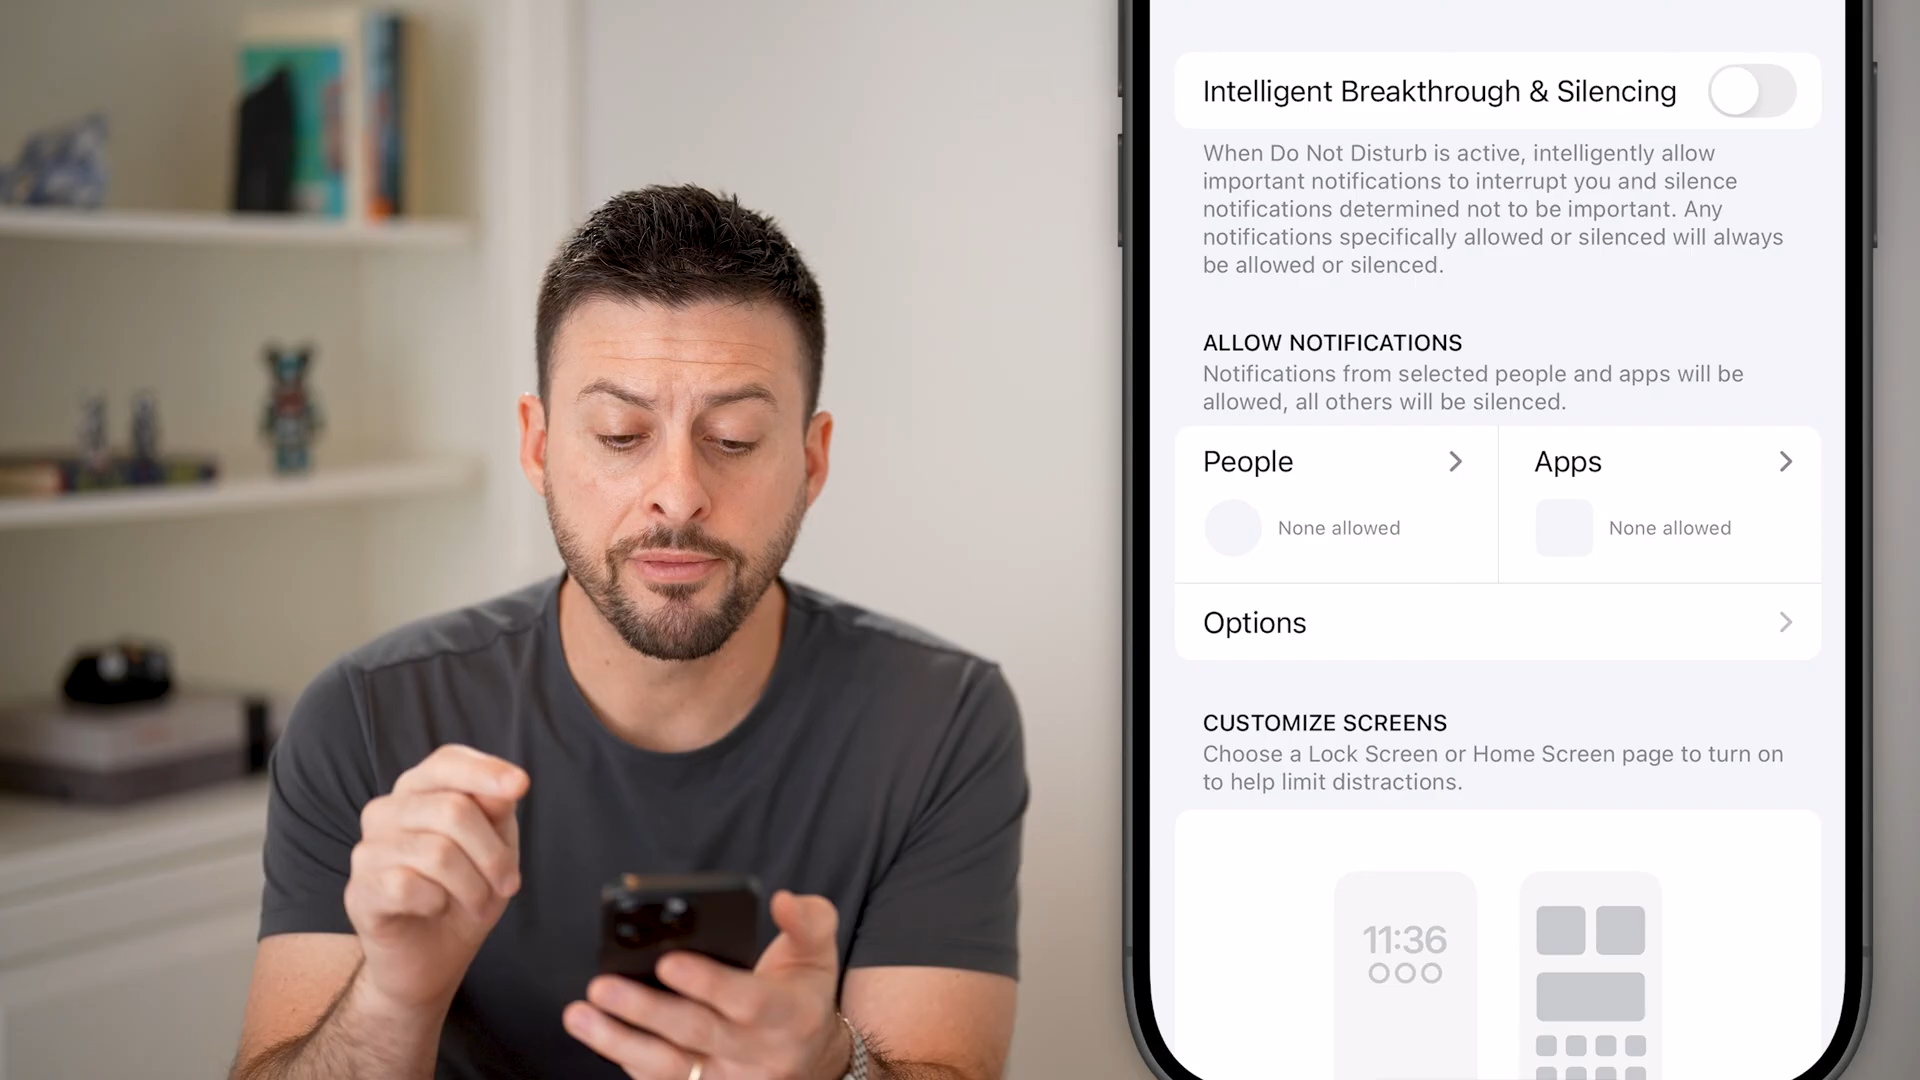 Intelligent Breakthrough & Silencing
When Do Not Disturb is active, intelligently allow
important notifications to interrupt you and silence
notifications determined not to be important. Any
notifications specifically allowed or silenced will always
be allowed or silenced.
ALLOW NOTIFICATIONS
Notifications from selected people and apps will be
allowed, all others will be silenced.
People
Apps
None allowed
None allowed
Options
CUSTOMIZE SCREENS
Choose a Lock Screen or Home Screen page to turn on
to help limit distractions.
11:36